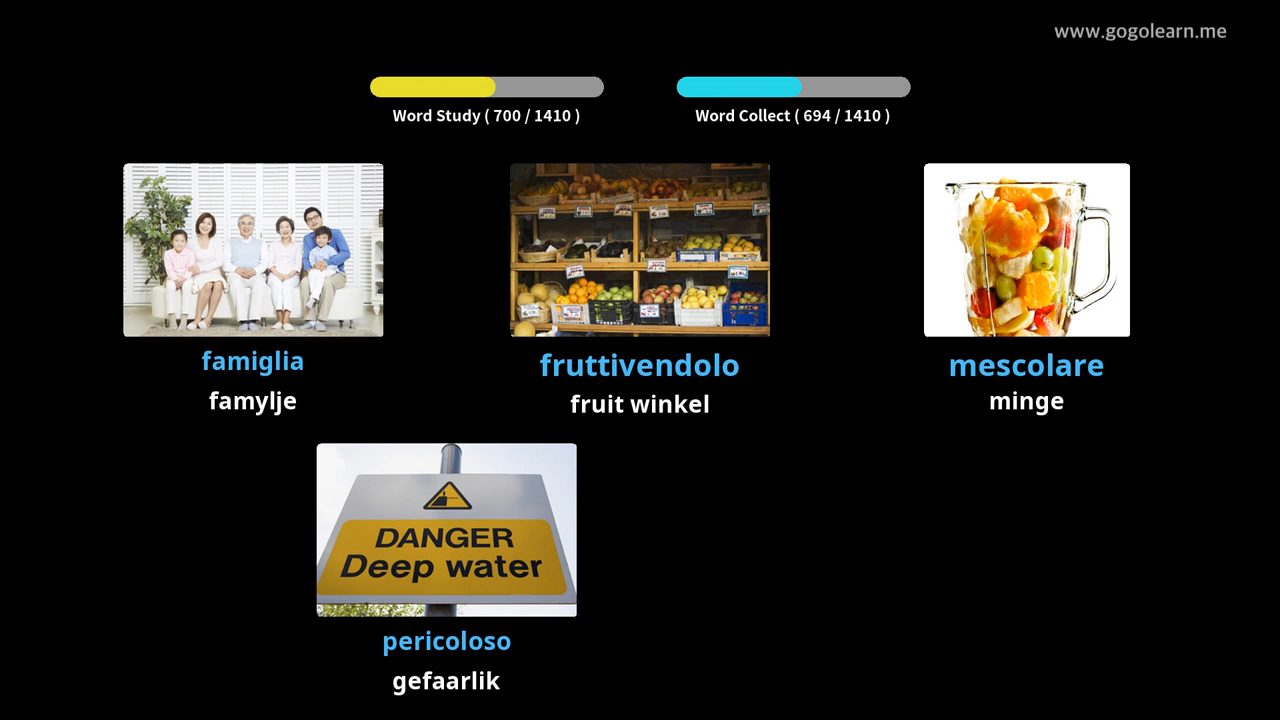 www.gogolearn.me
Word Study ( 700 / 1410 )
Word Collect ( 694 / 1410 )
famiglia
famylje
fruttivendolo
fruit winkel
mescolare
minge
DANGER
Deep water
pericoloso
gefaarlik